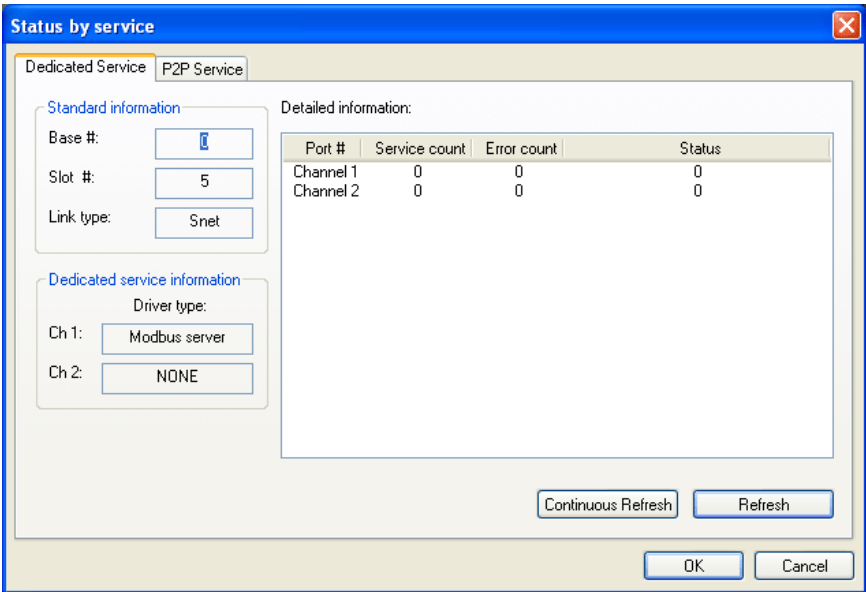 Status by service
Dedicated Service P2P Service
Standard information
Base #: 0
Slot #: 5
Link type: Snet
Dedicated service information
Driver type:
Ch 1: Modbus server
Ch 2: NONE
Detailed information:
Port # Service count Error count Status
Channel 1 0 0 0
Channel 2 0 0 0
Continuous Refresh Refresh
OK Cancel